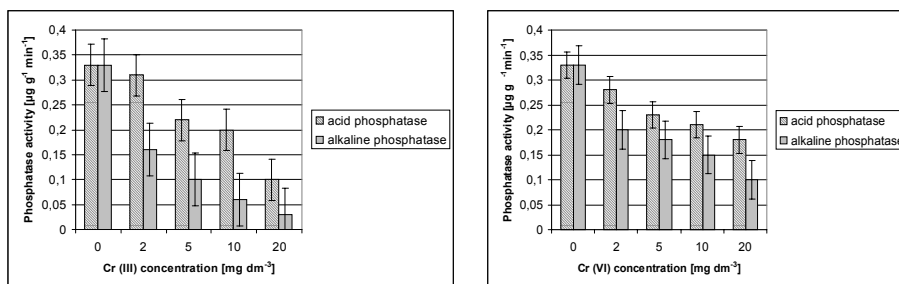 0,4
0,35
0,3
0,25
0,2
0,15
0,1
0,05
0
Phosphatase activity [µg g⁻¹ min⁻¹]
0 2 5 10 20
Cr (III) concentration [mg dm⁻³]
acid phosphatase
alkaline phosphatase
0,4
0,35
0,3
0,25
0,2
0,15
0,1
0,05
0
Phosphatase activity [µg g⁻¹ min⁻¹]
0 2 5 10 20
Cr (VI) concentration [mg dm⁻³]
acid phosphatase
alkaline phosphatase